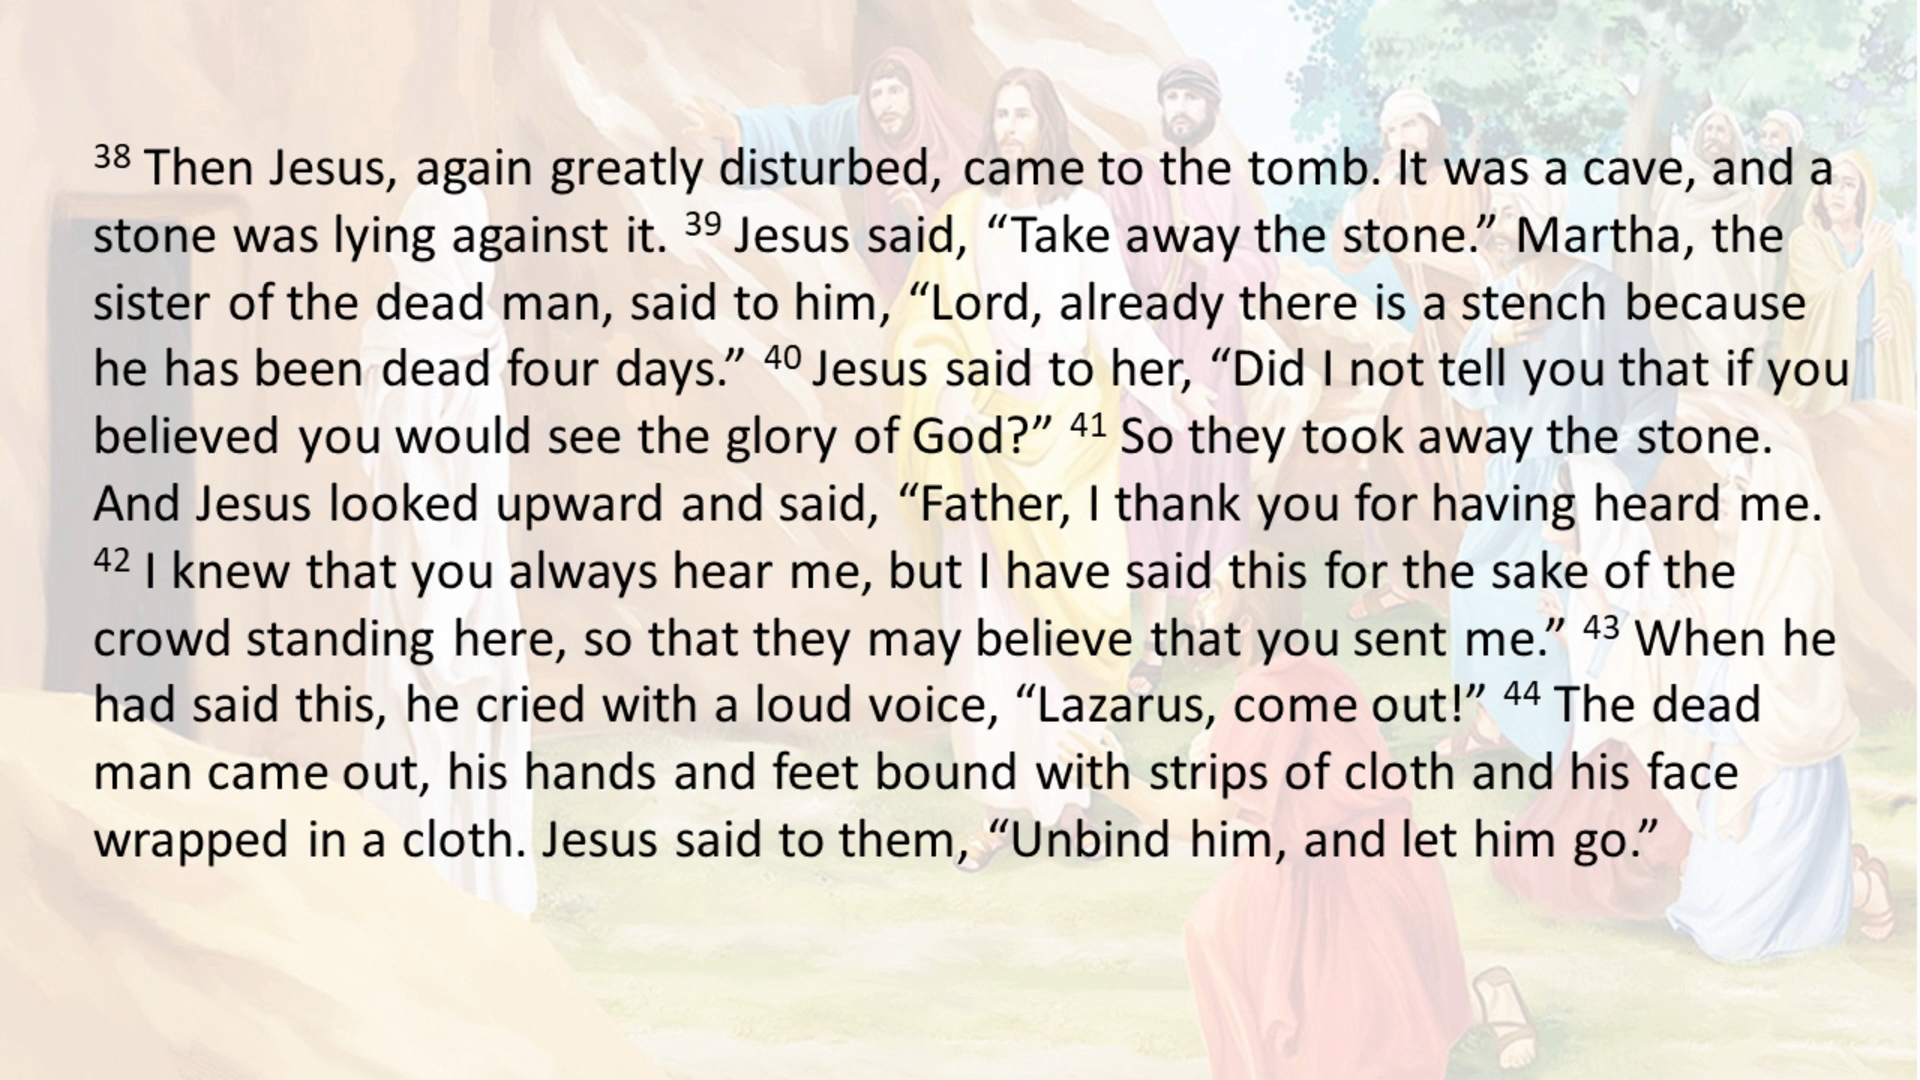 38 Then Jesus, again greatly disturbed, came to the tomb. It was a cave, and a
stone was lying against it. 39 Jesus said, “Take away the stone.” Martha, the
sister of the dead man, said to him, “Lord, already there is a stench because
he has been dead four days.” 40 Jesus said to her, “Did I not tell you that if you
believed you would see the glory of God?” 41 So they took away the stone.
And Jesus looked upward and said, “Father, I thank you for having heard me.
42 I knew that you always hear me, but I have said this for the sake of the
crowd standing here, so that they may believe that you sent me.” 43 When he
had said this, he cried with a loud voice, “Lazarus, come out!” 44 The dead
man came out, his hands and feet bound with strips of cloth and his face
wrapped in a cloth. Jesus said to them, “Unbind him, and let him go.”